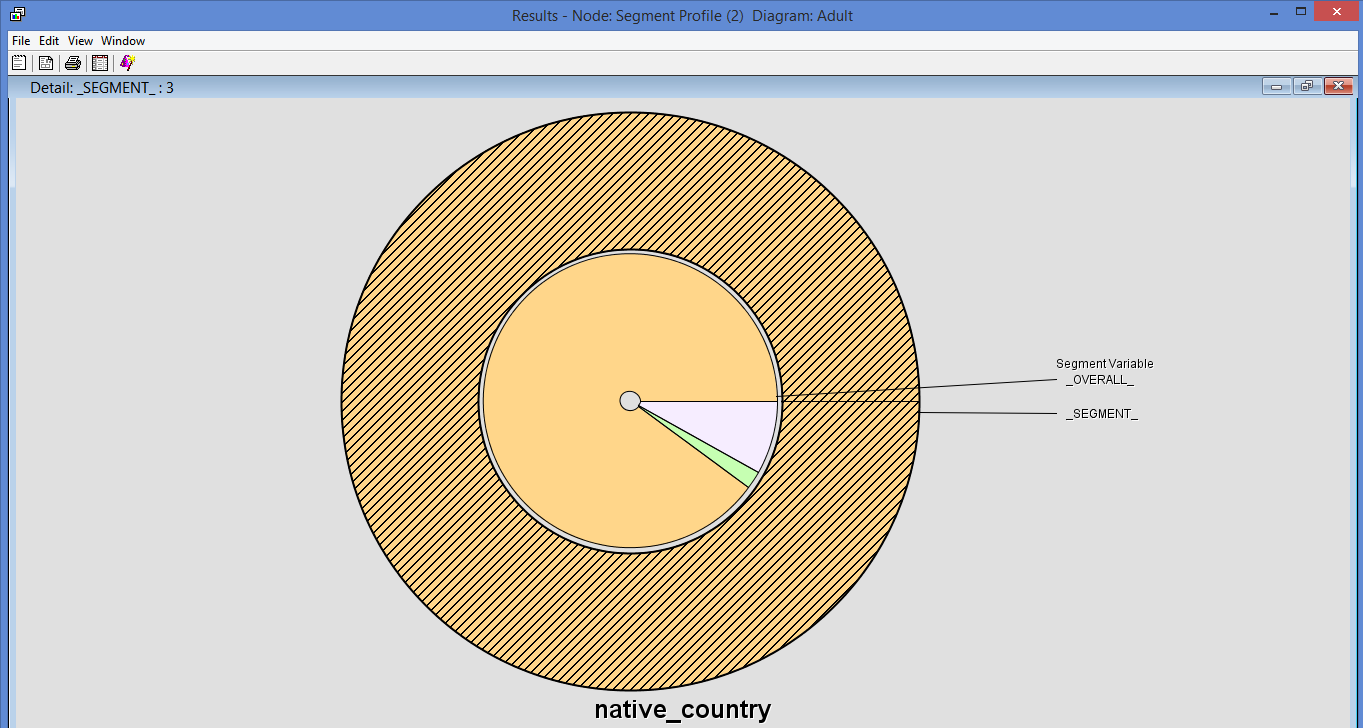 Results - Node: Segment Profile (2)  Diagram: Adult
File Edit View Window
Detail: _SEGMENT_ : 3
Segment Variable
_OVERALL_
_SEGMENT_
native_country